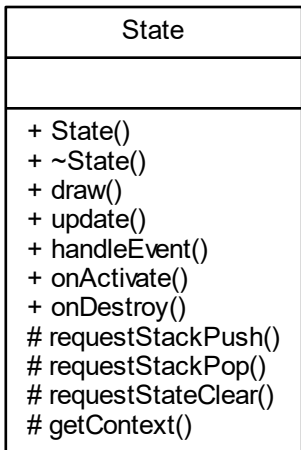 State
+ State()
+ ~State()
+ draw()
+ update()
+ handleEvent()
+ onActivate()
+ onDestroy()
# requestStackPush()
# requestStackPop()
# requestStateClear()
# getContext()